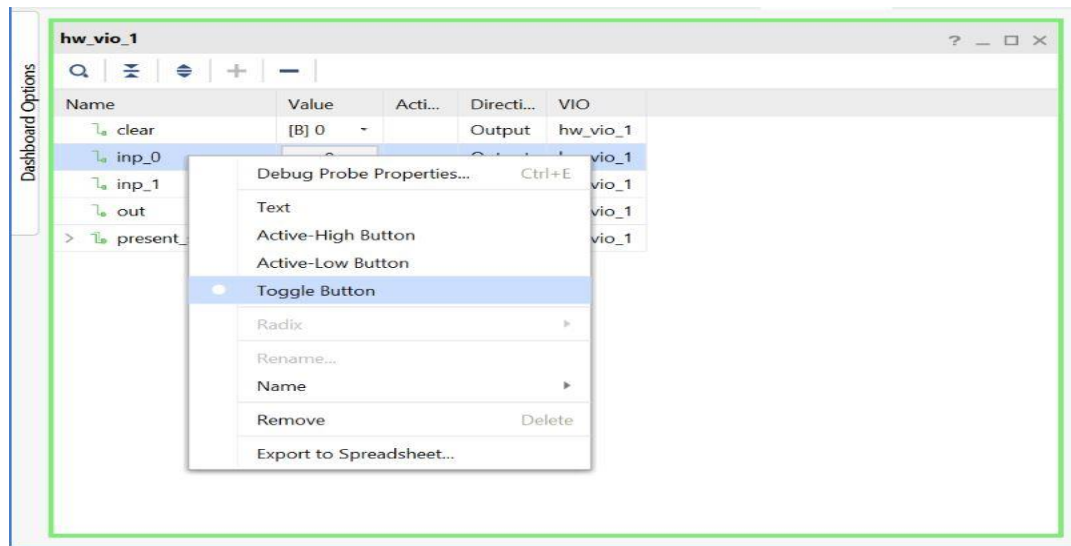 hw_vio_1
? _ □ ×
Dashboard Options
Name Value Acti... Directi... VIO
clear [B] 0 Output hw_vio_1
inp_0 vio_1
inp_1 vio_1
out vio_1
> present_ vio_1
Debug Probe Properties... Ctrl+E
Text
Active-High Button
Active-Low Button
Toggle Button
Radix
Rename...
Name
Remove Delete
Export to Spreadsheet...